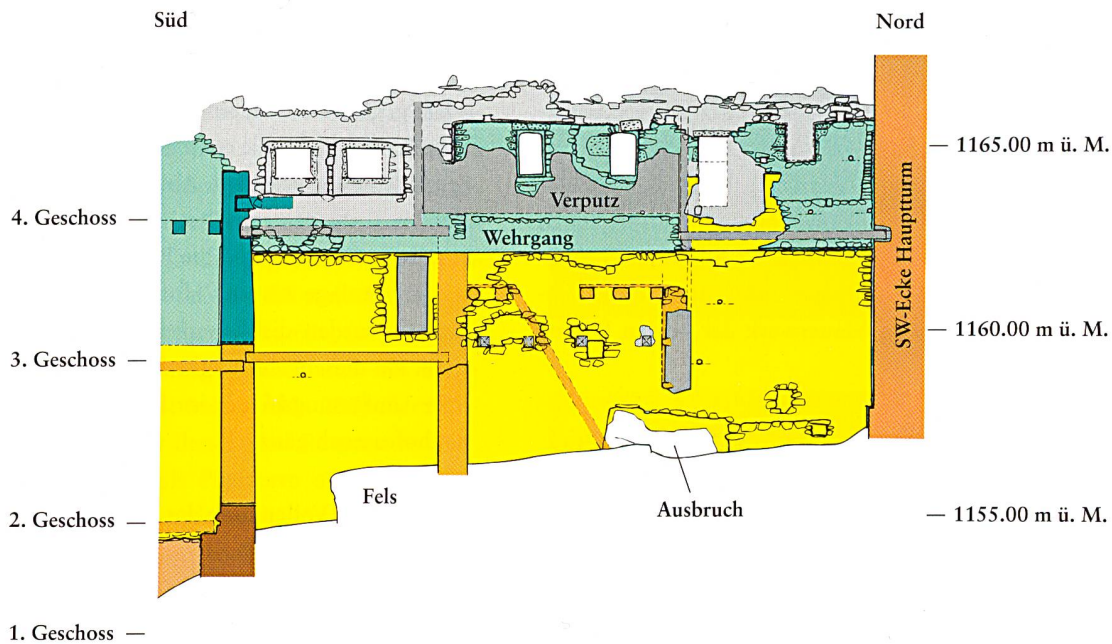 Süd
Nord
1165.00 m ü. M.
Verputz
4. Geschoss
Wehrgang
SW-Ecke Hauptturm
1160.00 m ü. M.
3. Geschoss
Fels
Ausbruch
2. Geschoss
1155.00 m ü. M.
1. Geschoss